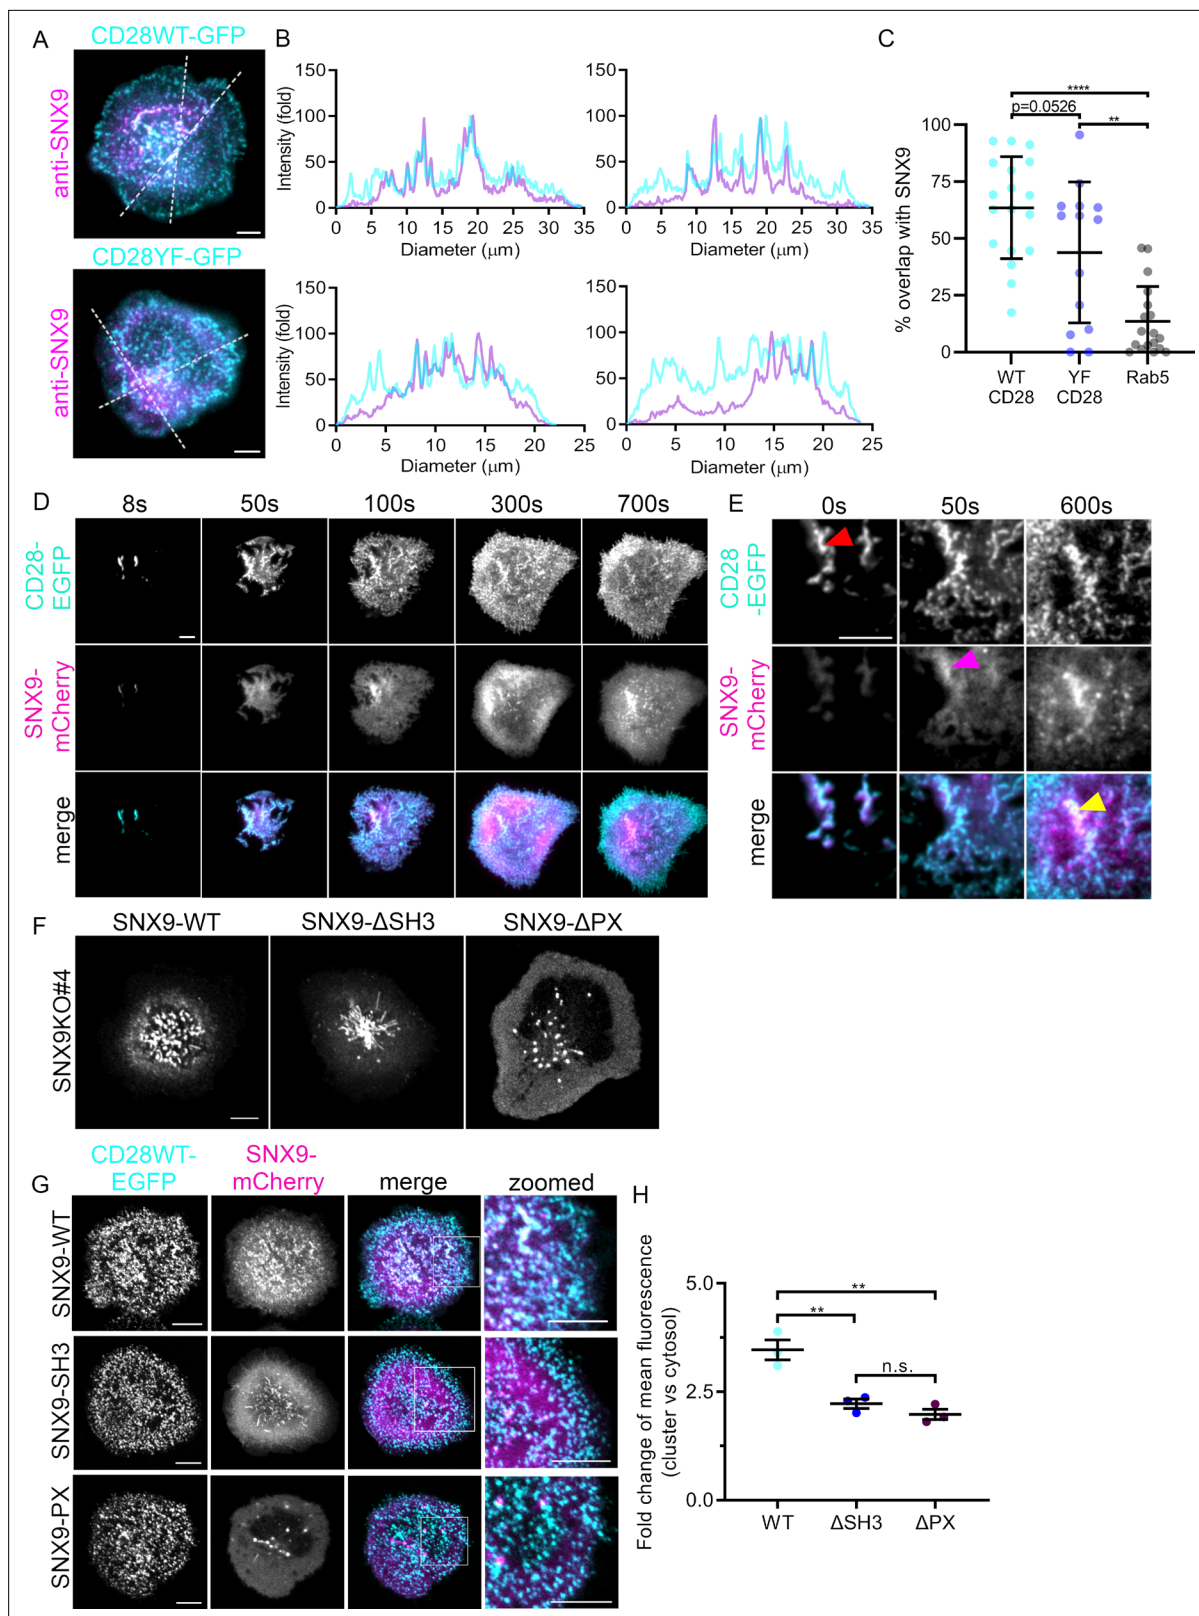 A
CD28WT-GFP
anti-SNX9
CD28YF-GFP
anti-SNX9
B
Intensity (fold)
150
100
50
0
0 5 10 15 20 25 30 35
Diameter (μm)
150
100
50
0
0 5 10 15 20 25 30 35
Diameter (μm)
Intensity (fold)
150
100
50
0
0 5 10 15 20 25
Diameter (μm)
150
100
50
0
0 5 10 15 20 25
Diameter (μm)
C
% overlap with SNX9
****
p=0.0526
**
100
75
50
25
0
WT YF Rab5
CD28 CD28
D
8s 50s 100s 300s 700s
CD28-
EGFP
SNX9-
mCherry
merge
E
0s 50s 600s
CD28
-EGFP
SNX9-
mCherry
merge
F
SNX9-WT SNX9-ΔSH3 SNX9-ΔPX
SNX9KO#4
G
CD28WT-
EGFP
SNX9-
mCherry
merge
zoomed
SNX9-WT
SNX9-SH3
SNX9-PX
H
Fold change of mean fluorescence
(cluster vs cytosol)
5.0
2.5
0.0
**
**
n.s.
WT ΔSH3 ΔPX